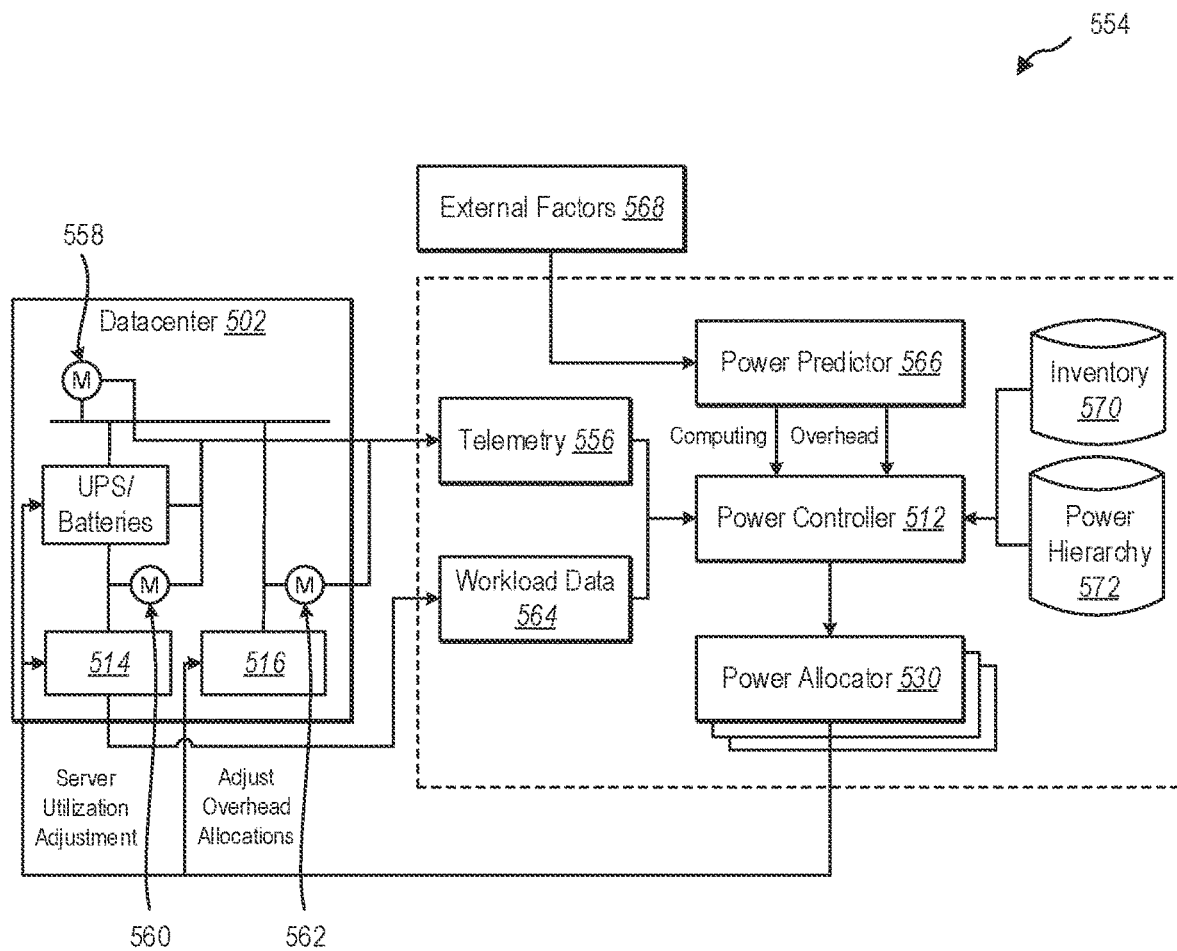 554
External Factors 568
558
Datacenter 502
M
Power Predictor 566
Inventory
570
Telemetry 556
Computing
Overhead
UPS/
Batteries
Power Controller 512
Power
Hierarchy
572
M
M
Workload Data
564
514
516
Power Allocator 530
Server
Utilization
Adjustment
Adjust
Overhead
Allocations
560
562